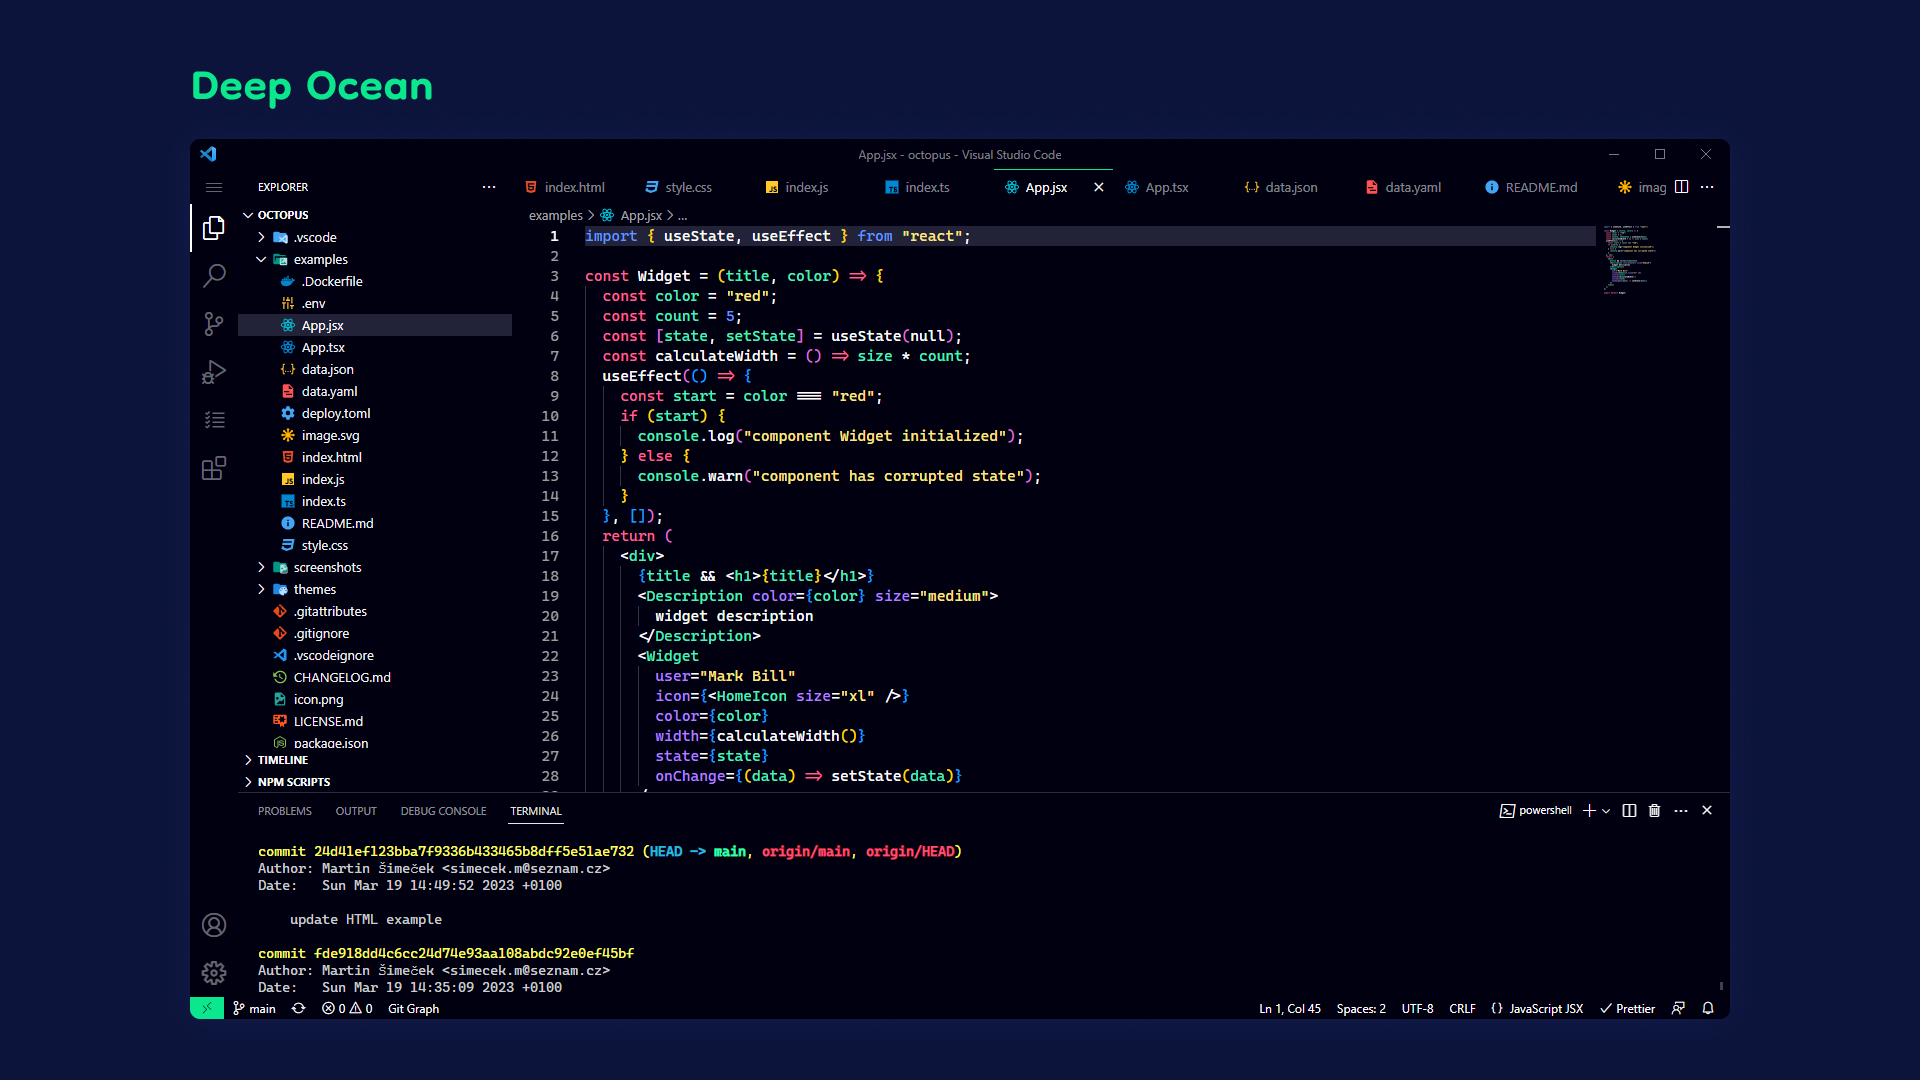 Deep Ocean
App.jsx - octopus - Visual Studio Code
EXPLORER
index.html style.css index.js index.ts App.jsx App.tsx data.json data.yaml README.md imag
examples > App.jsx > ...
OCTOPUS
.vscode
examples
.Dockerfile
.env
App.jsx
App.tsx
data.json
data.yaml
deploy.toml
image.svg
index.html
index.js
index.ts
README.md
style.css
screenshots
themes
.gitattributes
.gitignore
.vscodeignore
CHANGELOG.md
icon.png
LICENSE.md
package.json
TIMELINE
NPM SCRIPTS
1 import { useState, useEffect } from "react";
2
3 const Widget = (title, color) => {
4 const color = "red";
5 const count = 5;
6 const [state, setState] = useState(null);
7 const calculateWidth = () => size * count;
8 useEffect(() => {
9 const start = color === "red";
10 if (start) {
11 console.log("component Widget initialized");
12 } else {
13 console.warn("component has corrupted state");
14 }
15 }, []);
16 return (
17 <div>
18 {title && <h1>{title}</h1>}
19 <Description color={color} size="medium">
20 widget description
21 </Description>
22 <Widget
23 user="Mark Bill"
24 icon={<HomeIcon size="xl" />}
25 color={color}
26 width={calculateWidth()}
27 state={state}
28 onChange={(data) => setState(data)}
PROBLEMS OUTPUT DEBUG CONSOLE TERMINAL
powershell
commit 24d41ef123bba7f9336b433465b8dff5e51ae732 (HEAD -> main, origin/main, origin/HEAD)
Author: Martin Šimeček <simecek.m@seznam.cz>
Date: Sun Mar 19 14:49:52 2023 +0100
update HTML example
commit fde918dd4c6cc24d74e93aa108abdc92e0ef45bf
Author: Martin Šimeček <simecek.m@seznam.cz>
Date: Sun Mar 19 14:35:09 2023 +0100
main 0 0 Git Graph
Ln 1, Col 45 Spaces: 2 UTF-8 CRLF {} JavaScript JSX Prettier